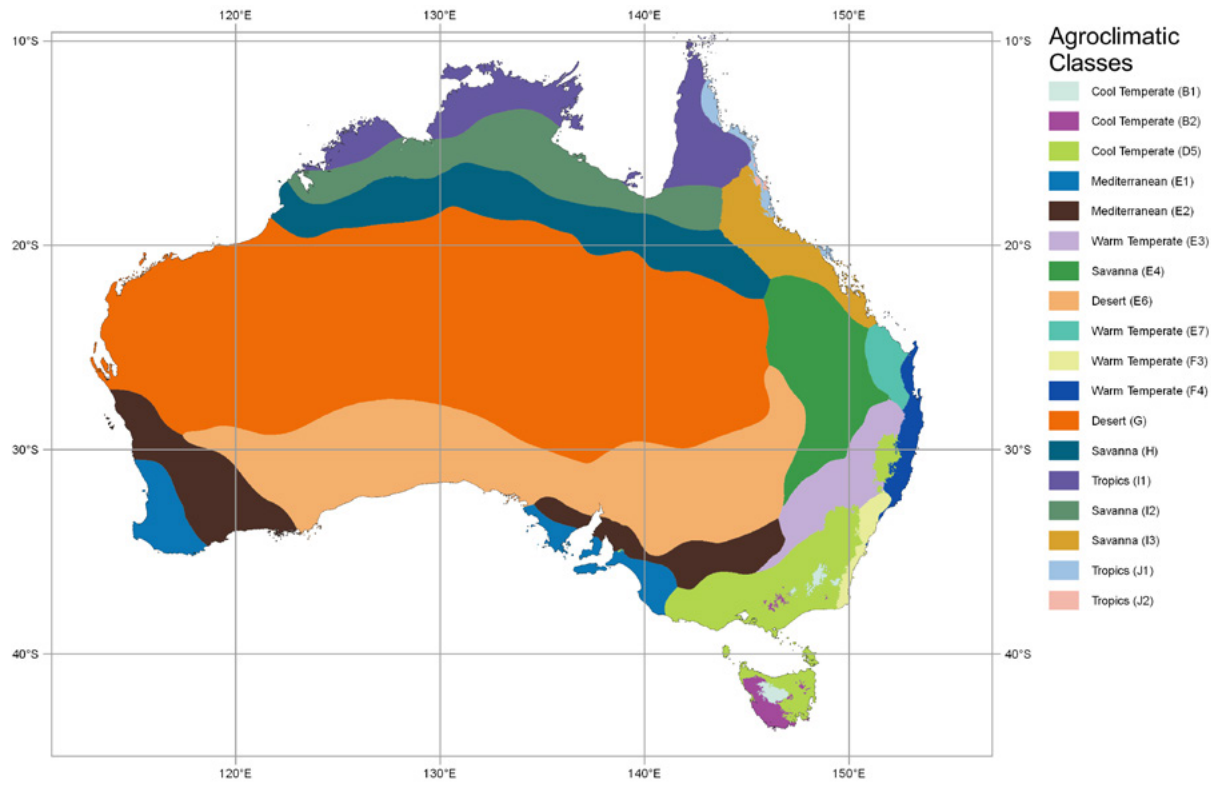 120°E 130°E 140°E 150°E
10°S 10°S
20°S 20°S
30°S 30°S
40°S 40°S
120°E 130°E 140°E 150°E
Agroclimatic
Classes
Cool Temperate (B1)
Cool Temperate (B2)
Cool Temperate (D5)
Mediterranean (E1)
Mediterranean (E2)
Warm Temperate (E3)
Savanna (E4)
Desert (E6)
Warm Temperate (E7)
Warm Temperate (F3)
Warm Temperate (F4)
Desert (G)
Savanna (H)
Tropics (I1)
Savanna (I2)
Savanna (I3)
Tropics (J1)
Tropics (J2)